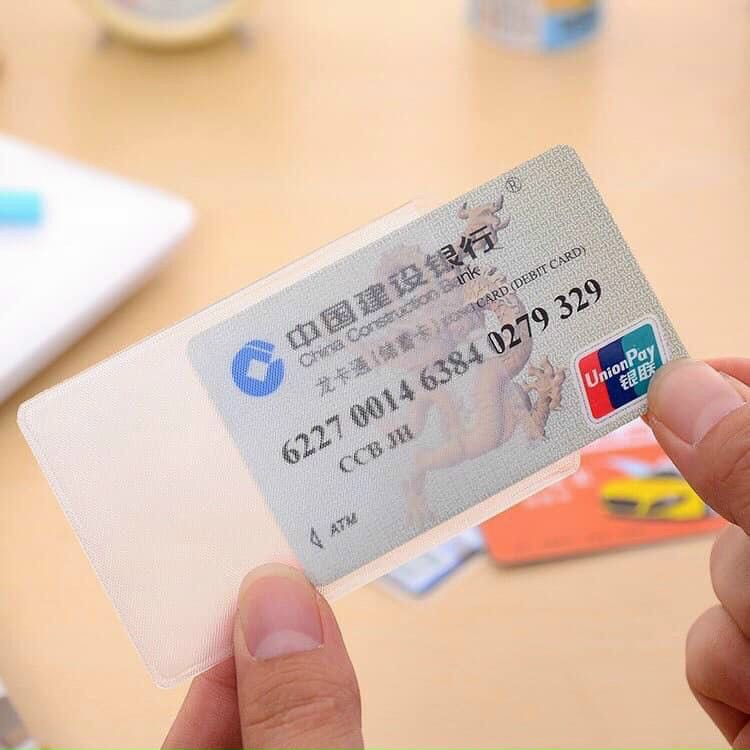 中国建设银行®
China Construction Bank
龙卡通(储蓄卡) CARD (DEBIT CARD)
6227 0014 6384 0279 329
CCB JH
ATM
UnionPay
银联